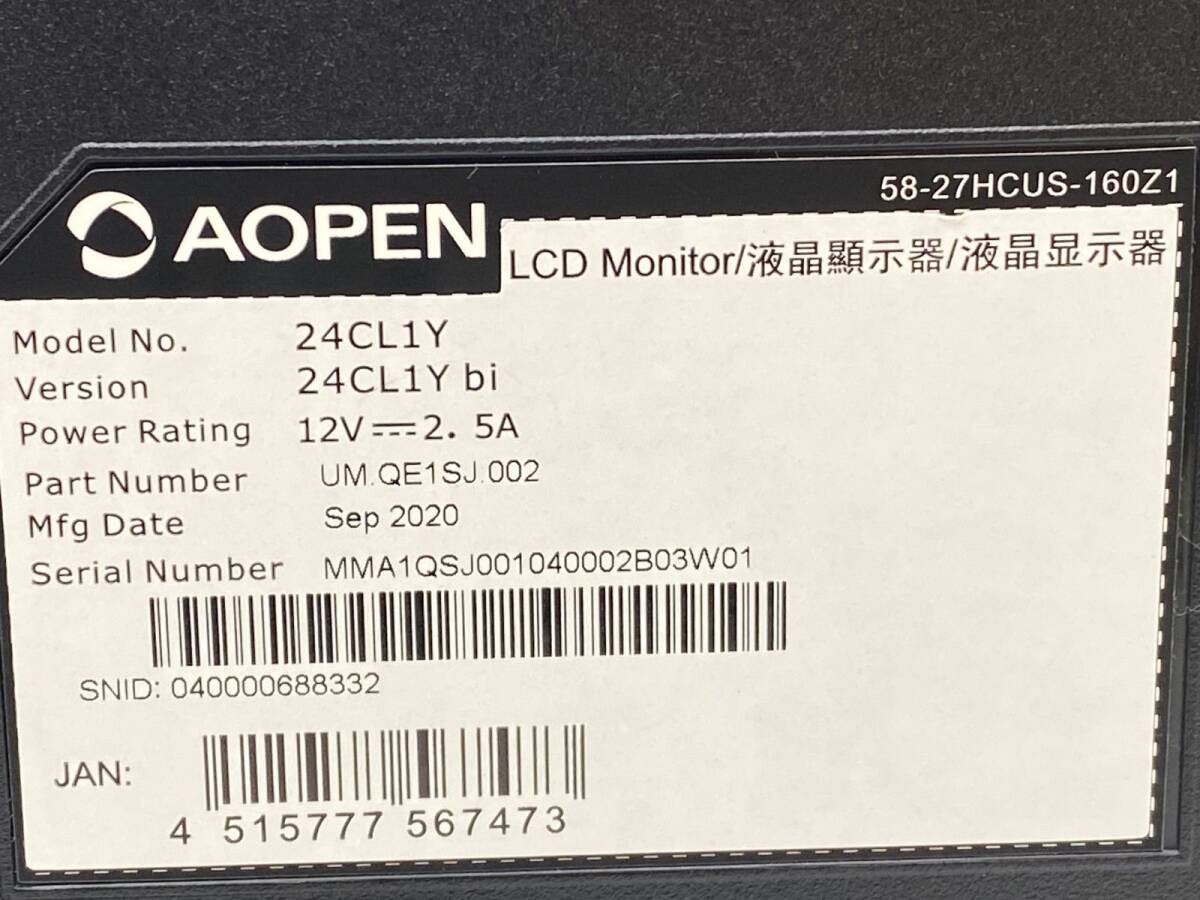 58-27HCUS-160Z1
AOPEN
LCD Monitor/液晶顯示器/液晶显示器
Model No. 24CL1Y
Version 24CL1Y bi
Power Rating 12V⎓2. 5A
Part Number UM.QE1SJ.002
Mfg Date Sep 2020
Serial Number MMA1QSJ001040002B03W01
SNID: 040000688332
JAN:
4 515777 567473